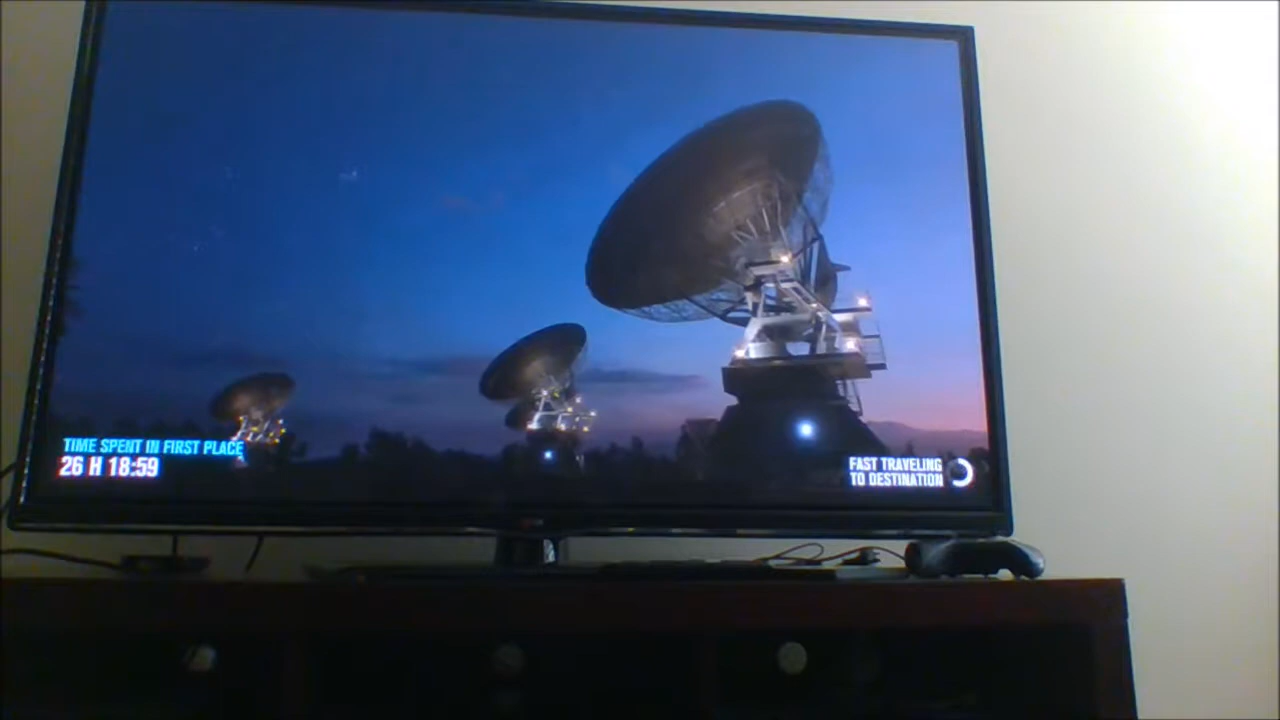 TIME SPENT IN FIRST PLACE
26 H 18:59
FAST TRAVELING
TO DESTINATION